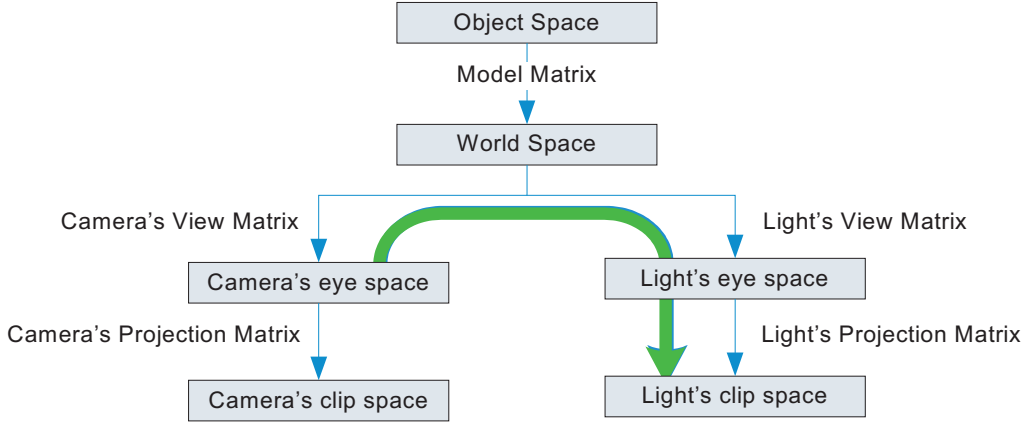 Object Space
Model Matrix
World Space
Camera’s View Matrix
Light’s View Matrix
Camera’s eye space
Light’s eye space
Camera’s Projection Matrix
Light’s Projection Matrix
Camera’s clip space
Light’s clip space